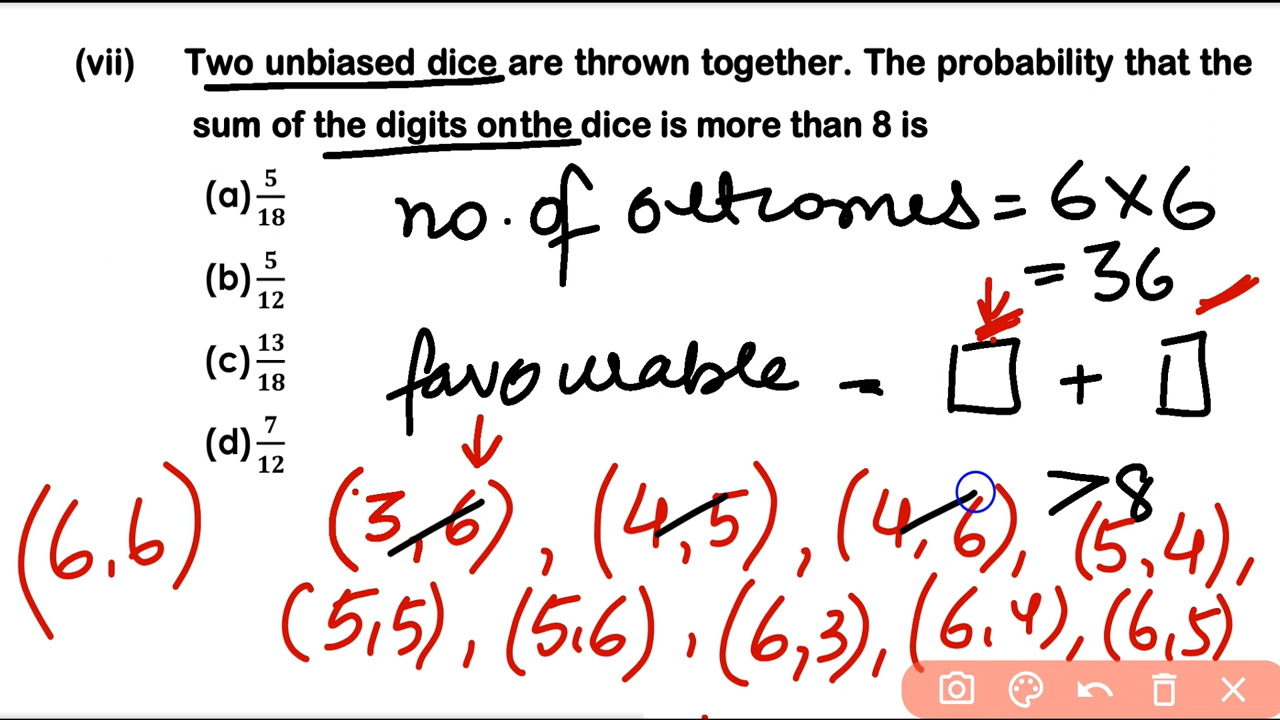 (vii) Two unbiased dice are thrown together. The probability that the
sum of the digits onthe dice is more than 8 is
(a) 5/18
(b) 5/12
(c) 13/18
(d) 7/12
no. of outcomes = 6×6
= 36
favourable = □ + □
>8
(6,6) (3,6), (4,5), (4,6), (5,4),
(5,5), (5,6), (6,3), (6,4), (6,5)